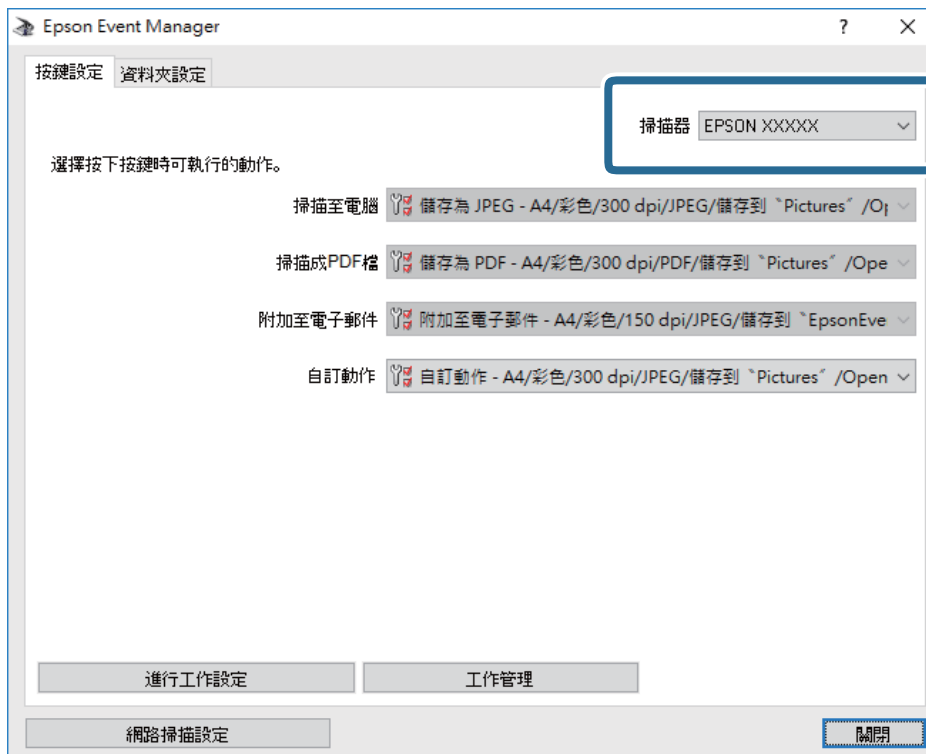 Epson Event Manager
?
按鍵設定 資料夾設定
掃描器 EPSON XXXXX
選擇按下按鍵時可執行的動作。
掃描至電腦 儲存為 JPEG - A4/彩色/300 dpi/JPEG/儲存到〝Pictures〞/Op
掃描成PDF檔 儲存為 PDF - A4/彩色/300 dpi/PDF/儲存到〝Pictures〞/Ope
附加至電子郵件 附加至電子郵件 - A4/彩色/150 dpi/JPEG/儲存到〝EpsonEve
自訂動作 自訂動作 - A4/彩色/300 dpi/JPEG/儲存到〝Pictures〞/Open
進行工作設定 工作管理
網路掃描設定 關閉